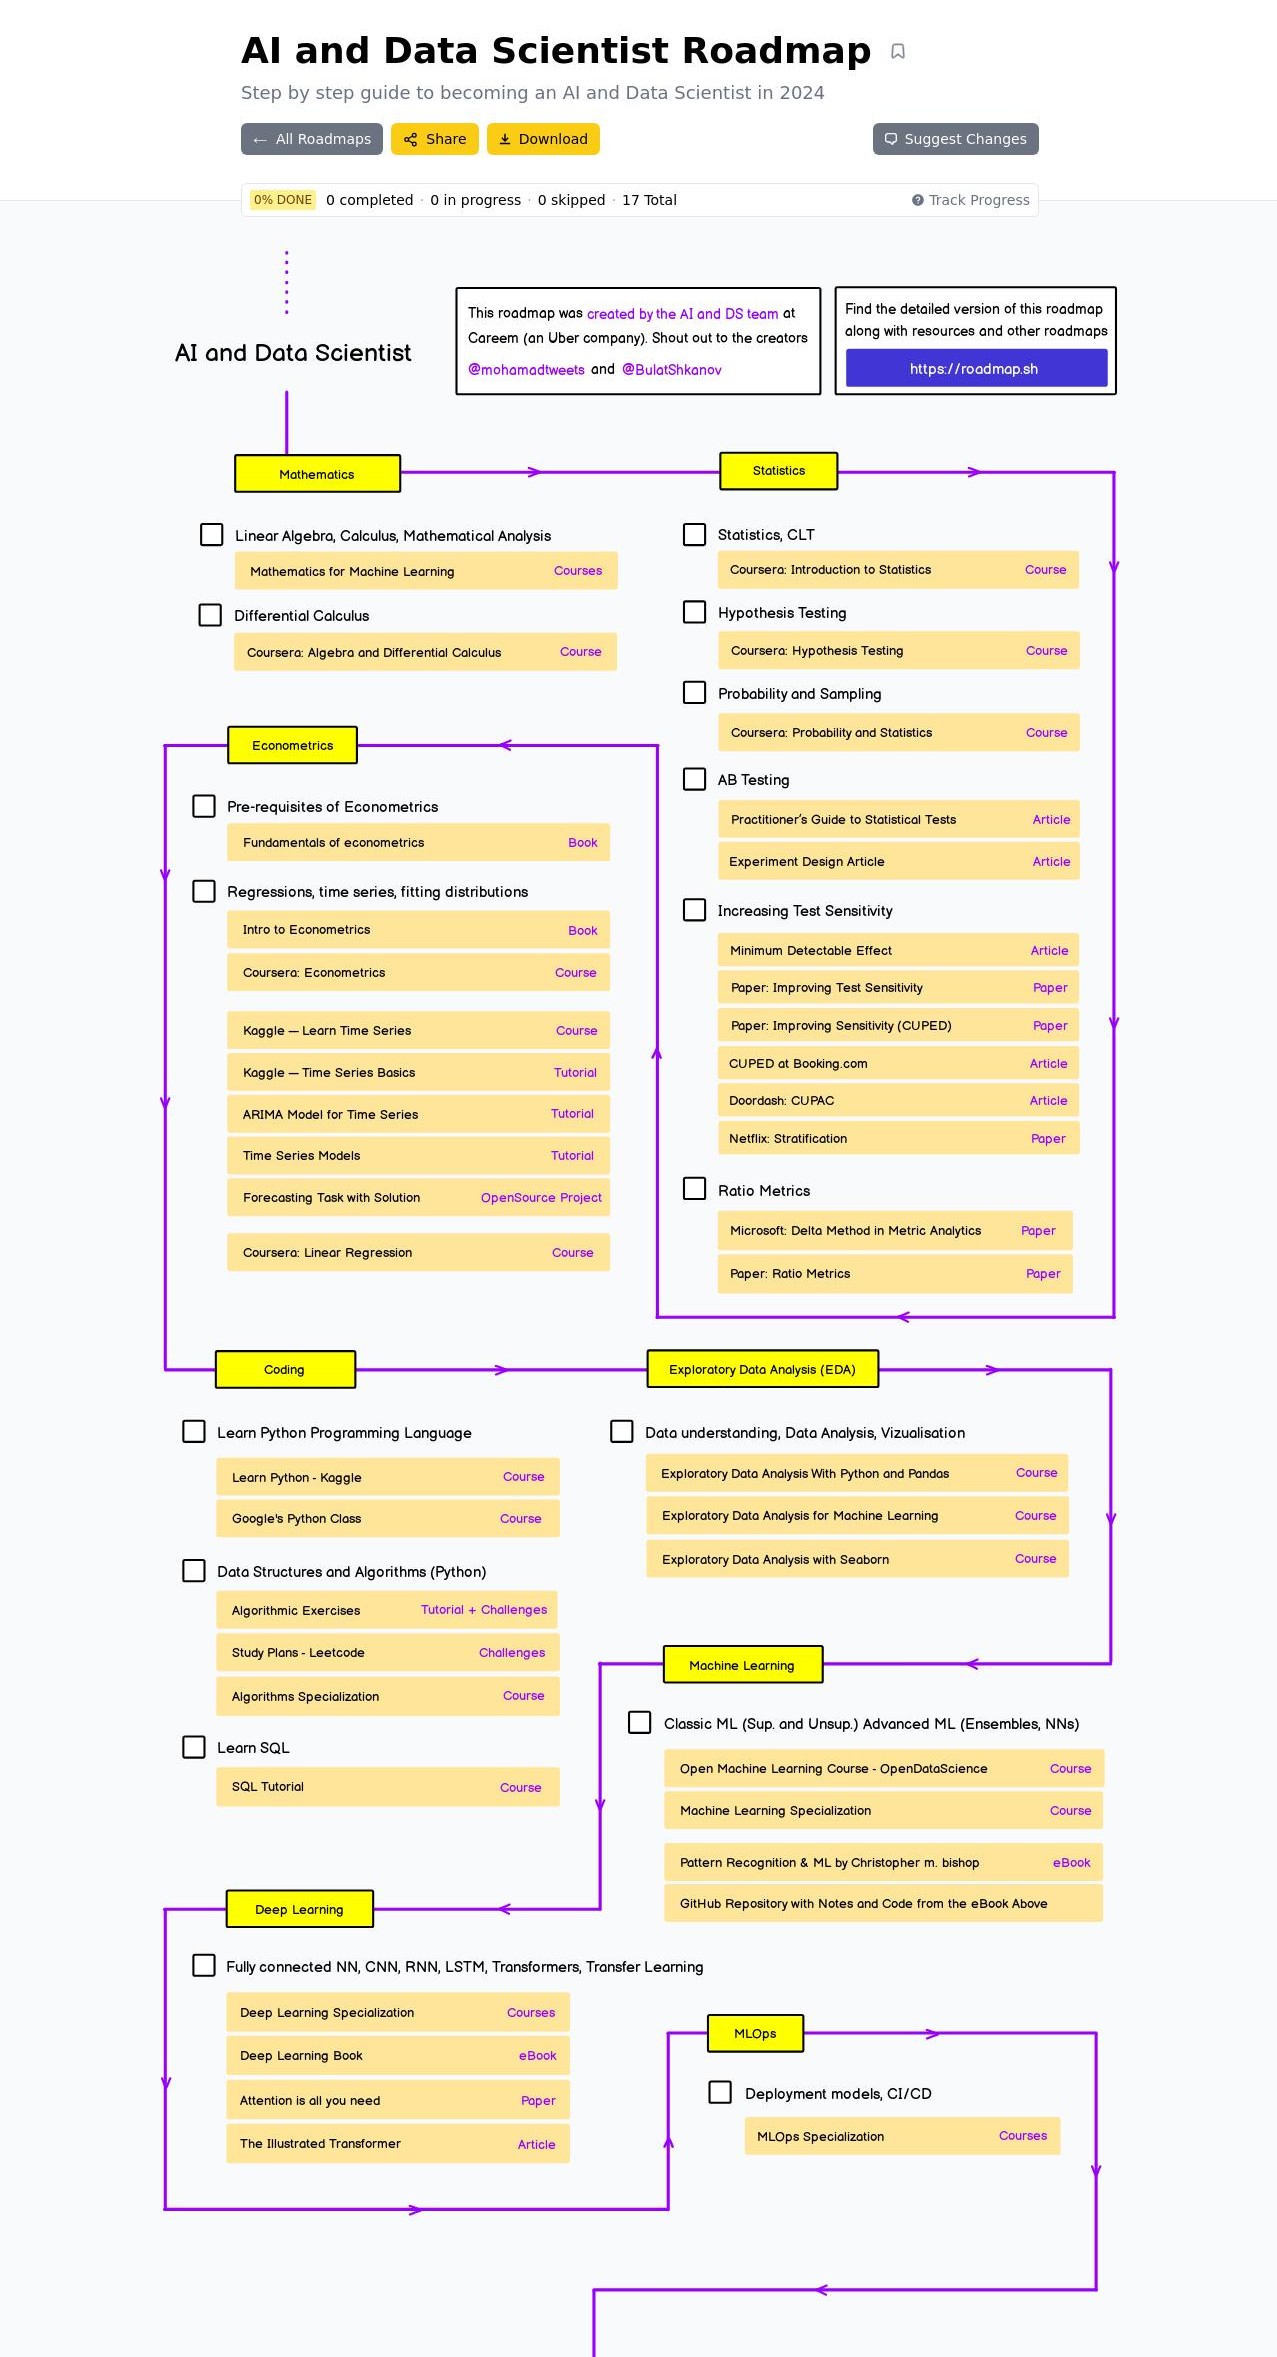 AI and Data Scientist Roadmap
Step by step guide to becoming an AI and Data Scientist in 2024
← All Roadmaps
Share
Download
Suggest Changes
0% DONE 0 completed · 0 in progress · 0 skipped · 17 Total
Track Progress
AI and Data Scientist
This roadmap was created by the AI and DS team at
Careem (an Uber company). Shout out to the creators
@mohamadtweets and @BulatShkanov
Find the detailed version of this roadmap
along with resources and other roadmaps
https://roadmap.sh
Mathematics
Linear Algebra, Calculus, Mathematical Analysis
Mathematics for Machine Learning Courses
Differential Calculus
Coursera: Algebra and Differential Calculus Course
Statistics
Statistics, CLT
Coursera: Introduction to Statistics Course
Hypothesis Testing
Coursera: Hypothesis Testing Course
Probability and Sampling
Coursera: Probability and Statistics Course
AB Testing
Practitioner's Guide to Statistical Tests Article
Experiment Design Article Article
Increasing Test Sensitivity
Minimum Detectable Effect Article
Paper: Improving Test Sensitivity Paper
Paper: Improving Sensitivity (CUPED) Paper
CUPED at Booking.com Article
Doordash: CUPAC Article
Netflix: Stratification Paper
Ratio Metrics
Microsoft: Delta Method in Metric Analytics Paper
Paper: Ratio Metrics Paper
Econometrics
Pre-requisites of Econometrics
Fundamentals of econometrics Book
Regressions, time series, fitting distributions
Intro to Econometrics Book
Coursera: Econometrics Course
Kaggle — Learn Time Series Course
Kaggle — Time Series Basics Tutorial
ARIMA Model for Time Series Tutorial
Time Series Models Tutorial
Forecasting Task with Solution OpenSource Project
Coursera: Linear Regression Course
Coding
Learn Python Programming Language
Learn Python - Kaggle Course
Google's Python Class Course
Data Structures and Algorithms (Python)
Algorithmic Exercises Tutorial + Challenges
Study Plans - Leetcode Challenges
Algorithms Specialization Course
Learn SQL
SQL Tutorial Course
Exploratory Data Analysis (EDA)
Data understanding, Data Analysis, Vizualisation
Exploratory Data Analysis With Python and Pandas Course
Exploratory Data Analysis for Machine Learning Course
Exploratory Data Analysis with Seaborn Course
Machine Learning
Classic ML (Sup. and Unsup.) Advanced ML (Ensembles, NNs)
Open Machine Learning Course - OpenDataScience Course
Machine Learning Specialization Course
Pattern Recognition & ML by Christopher m. bishop eBook
GitHub Repository with Notes and Code from the eBook Above
Deep Learning
Fully connected NN, CNN, RNN, LSTM, Transformers, Transfer Learning
Deep Learning Specialization Courses
Deep Learning Book eBook
Attention is all you need Paper
The Illustrated Transformer Article
MLOps
Deployment models, CI/CD
MLOps Specialization Courses